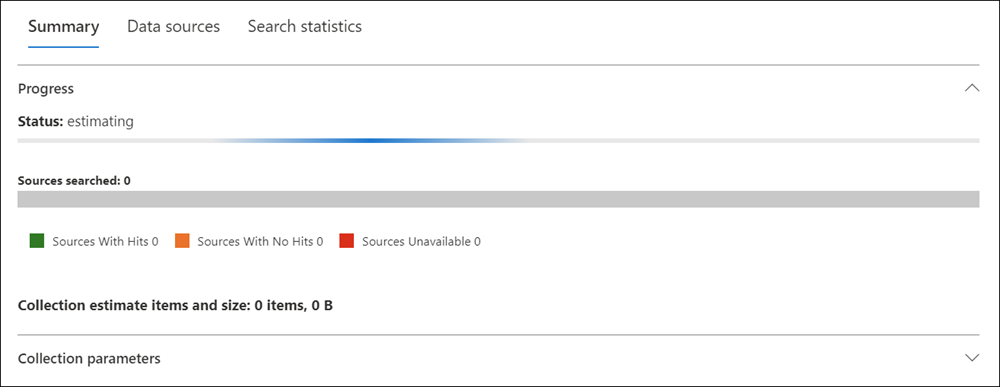 Summary Data sources Search statistics
Progress
Status: estimating
Sources searched: 0
Sources With Hits 0 Sources With No Hits 0 Sources Unavailable 0
Collection estimate items and size: 0 items, 0 B
Collection parameters